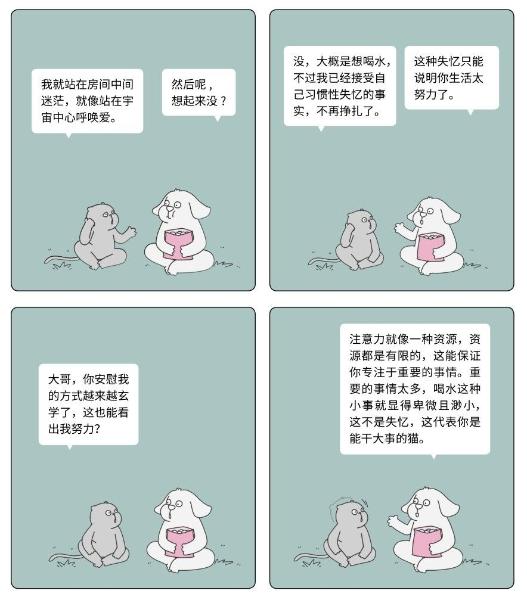 我就站在房间中间
迷茫，就像站在宇
宙中心呼唤爱。
然后呢，
想起来没？
没，大概是想喝水，
不过我已经接受自
己习惯性失忆的事
实，不再挣扎了。
这种失忆只能
说明你生活太
努力了。
大哥，你安慰我
的方式越来越玄
学了，这也能看
出我努力？
注意力就像一种资源，资
源都是有限的，这能保证
你专注于重要的事情。重
要的事情太多，喝水这种
小事就显得卑微且渺小，
这不是失忆，这代表你是
能干大事的猫。